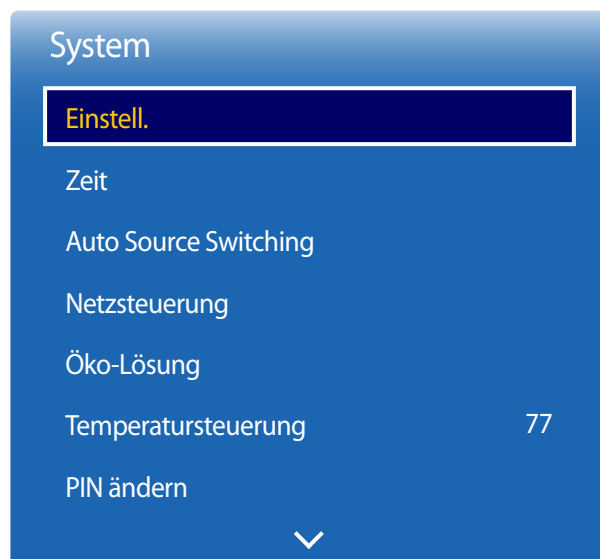 System
Einstell.
Zeit
Auto Source Switching
Netzsteuerung
Öko-Lösung
Temperatursteuerung 77
PIN ändern